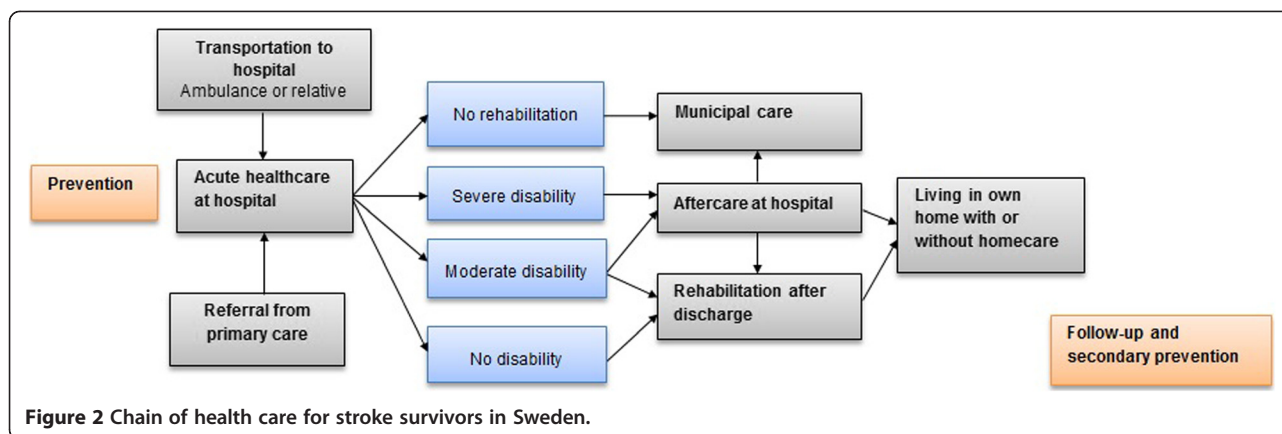 Transportation to
hospital
Ambulance or relative
Prevention
Acute healthcare
at hospital
Referral from
primary care
No rehabilitation
Severe disability
Moderate disability
No disability
Municipal care
Aftercare at hospital
Rehabilitation after
discharge
Living in own
home with or
without homecare
Follow-up and
secondary prevention
Figure 2 Chain of health care for stroke survivors in Sweden.